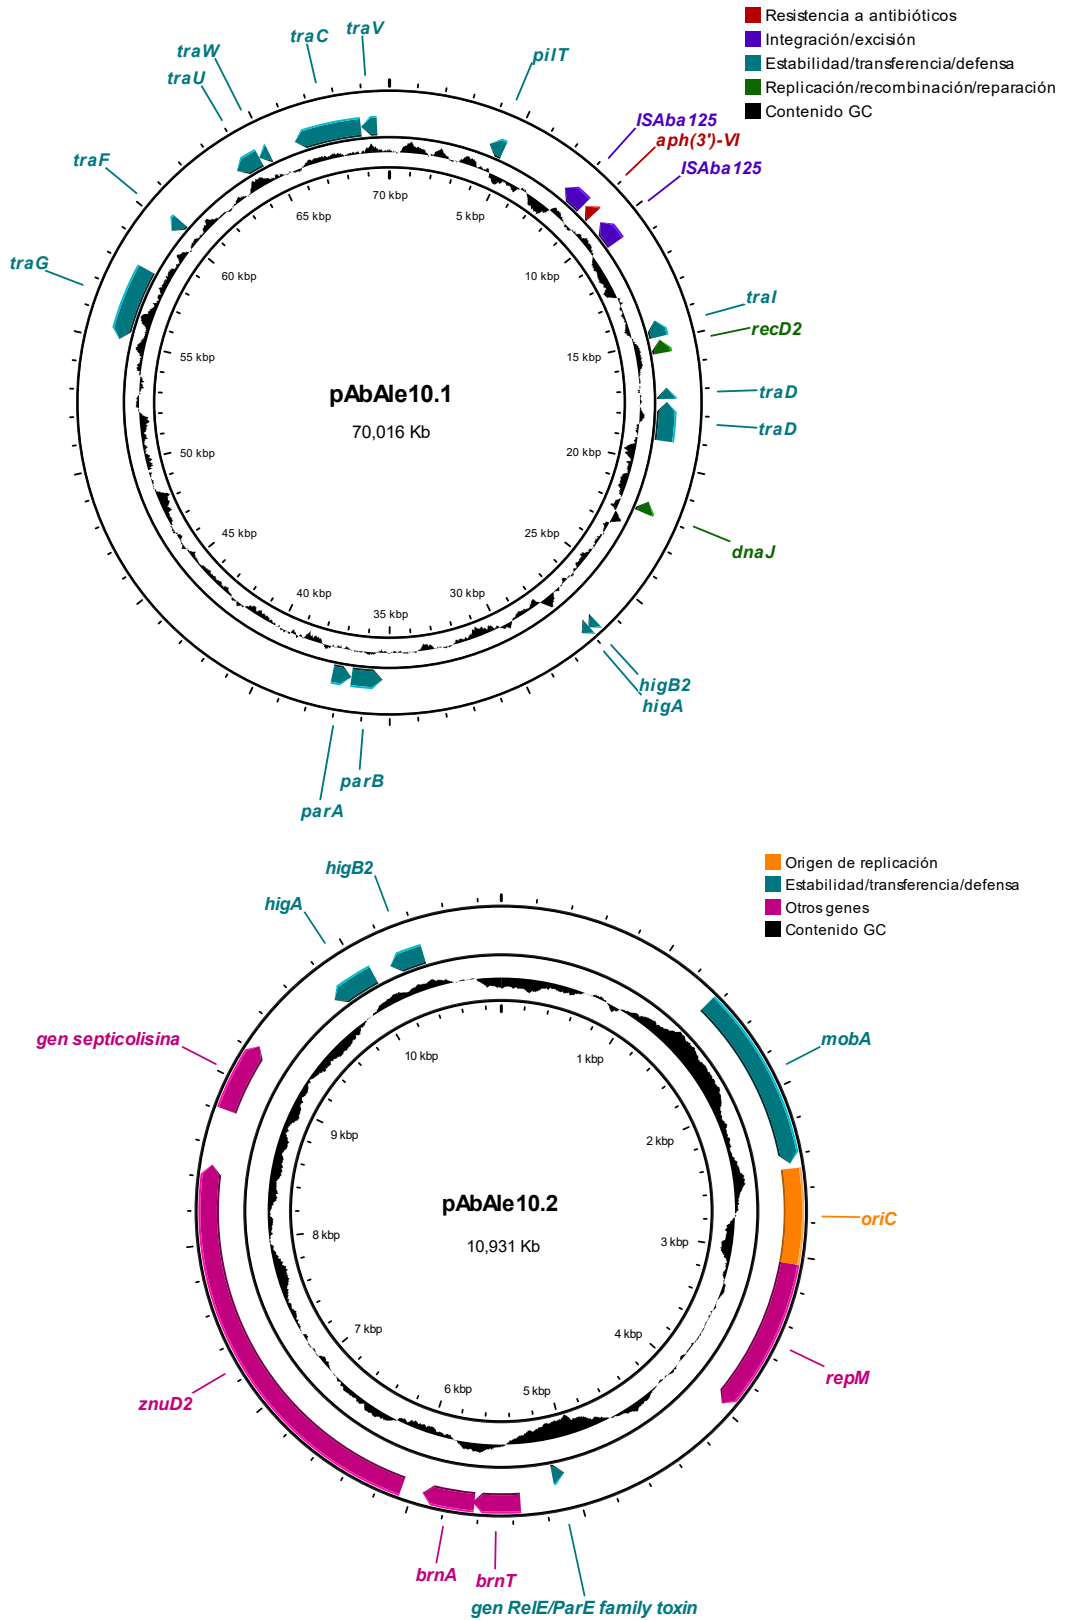 traV
traC
traW
traU
pilT
traF
traG
ISAba125
aph(3')-VI
ISAba125
traI
recD2
traD
traD
dnaJ
higB2
higA
parB
parA
Resistencia a antibióticos
Integración/excisión
Estabilidad/transferencia/defensa
Replicación/recombinación/reparación
Contenido GC
70 kbp
5 kbp
10 kbp
15 kbp
20 kbp
25 kbp
30 kbp
35 kbp
40 kbp
45 kbp
50 kbp
55 kbp
60 kbp
65 kbp
pAbAle10.1
70,016 Kb
higB2
higA
gen septicolisina
mobA
oriC
repM
znuD2
brnA
brnT
gen RelE/ParE family toxin
Origen de replicación
Estabilidad/transferencia/defensa
Otros genes
Contenido GC
1 kbp
2 kbp
3 kbp
4 kbp
5 kbp
6 kbp
7 kbp
8 kbp
9 kbp
10 kbp
pAbAle10.2
10,931 Kb